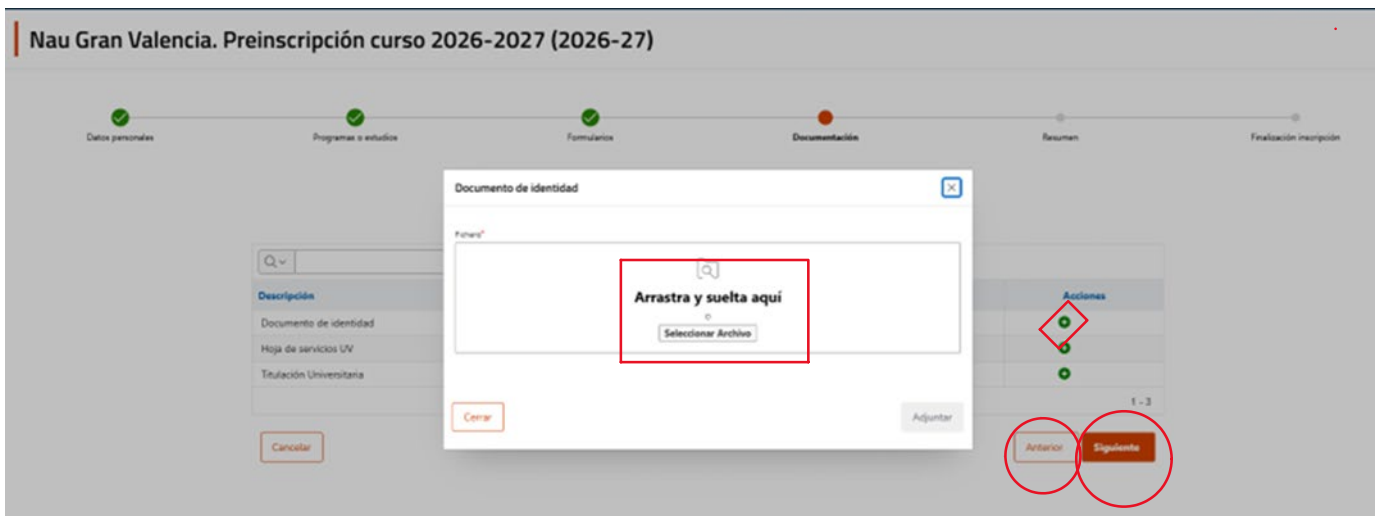 Nau Gran Valencia. Preinscripción curso 2026-2027 (2026-27)
Datos personales
Programas o estudios
Formularios
Documentación
Resumen
Finalización inscripción
Documento de identidad
Fichero*
Arrastra y suelta aquí
o
Seleccionar Archivo
Cerrar
Adjuntar
Descripción
Acciones
Documento de identidad
Hoja de servicios UV
Titulación Universitaria
1 - 3
Cancelar
Anterior
Siguiente